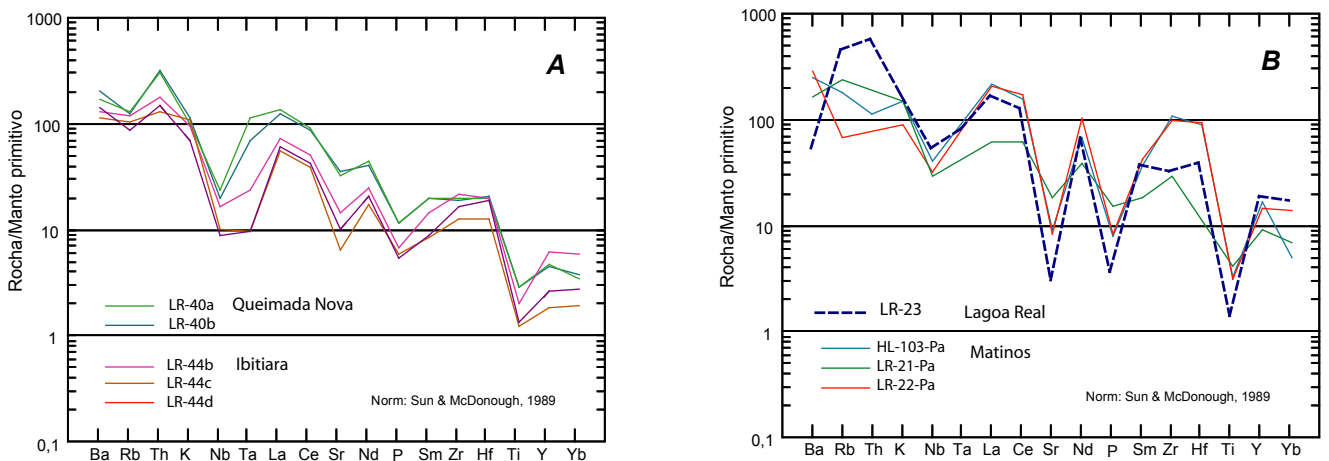 1000
A
100
10
1
0,1
Rocha/Manto primitivo
LR-40a Queimada Nova
LR-40b
LR-44b Ibitiara
LR-44c
LR-44d
Norm: Sun & McDonough, 1989
Ba Rb Th K Nb Ta La Ce Sr Nd P Sm Zr Hf Ti Y Yb
1000
B
100
10
1
0,1
Rocha/Manto primitivo
LR-23 Lagoa Real
HL-103-Pa Matinos
LR-21-Pa
LR-22-Pa
Norm: Sun & McDonough, 1989
Ba Rb Th K Nb Ta La Ce Sr Nd P Sm Zr Hf Ti Y Yb